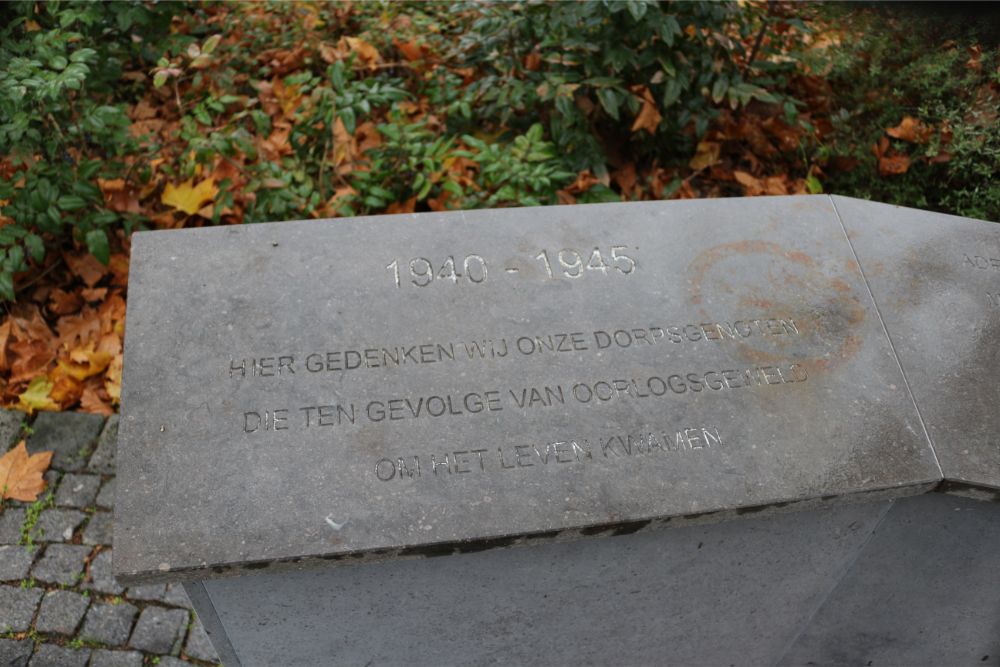 1940 - 1945
HIER GEDENKEN WIJ ONZE DORPSGENOTEN
DIE TEN GEVOLGE VAN OORLOGSGEWELD
OM HET LEVEN KWAMEN